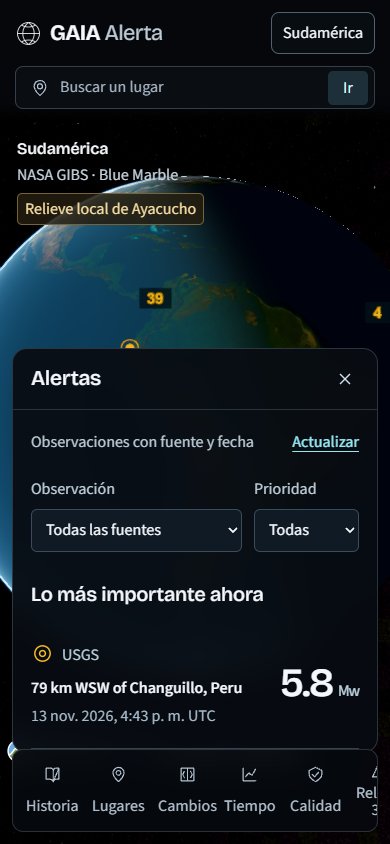 GAIA Alerta
Sudamérica
Buscar un lugar
Ir
Sudamérica
NASA GIBS · Blue Marble
Relieve local de Ayacucho
39
4
Alertas
Observaciones con fuente y fecha
Actualizar
Observación
Prioridad
Todas las fuentes
Todas
Lo más importante ahora
USGS
79 km WSW of Changuillo, Peru
5.8 Mw
13 nov. 2026, 4:43 p. m. UTC
Historia
Lugares
Cambios
Tiempo
Calidad